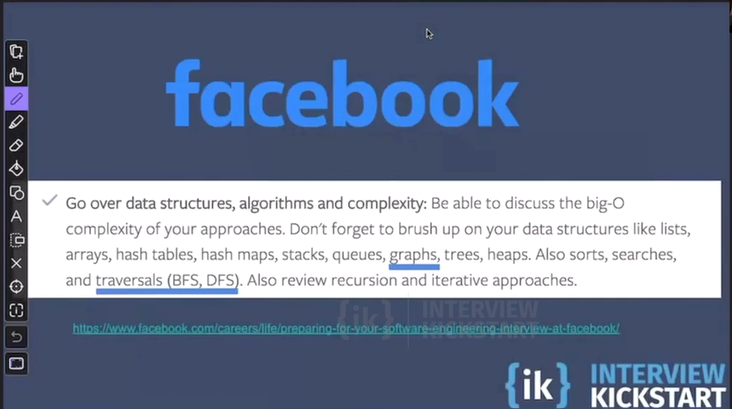 facebook
Go over data structures, algorithms and complexity: Be able to discuss the big-O
complexity of your approaches. Don't forget to brush up on your data structures like lists,
arrays, hash tables, hash maps, stacks, queues, graphs, trees, heaps. Also sorts, searches,
and traversals (BFS, DFS). Also review recursion and iterative approaches.
https://www.facebook.com/careers/life/preparing-for-your-software-engineering-interview-at-facebook/
{ik} INTERVIEW
KICKSTART
{ik} INTERVIEW
KICKSTART